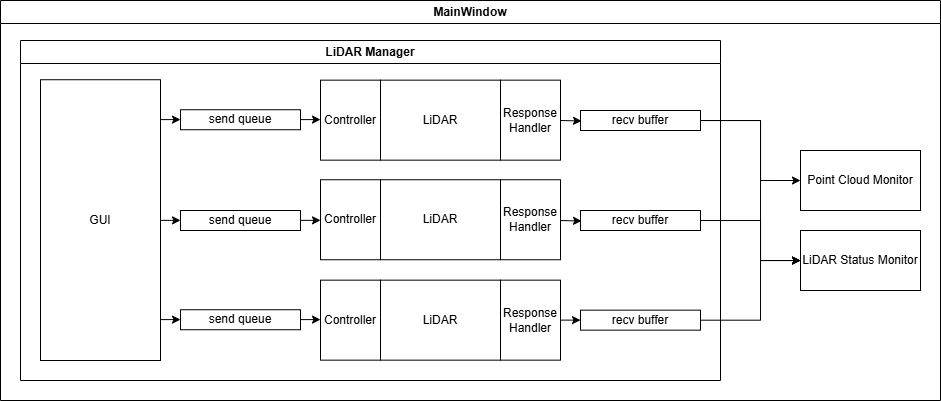 MainWindow
LiDAR Manager
GUI
send queue
Controller
LiDAR
Response
Handler
recv buffer
send queue
Controller
LiDAR
Response
Handler
recv buffer
send queue
Controller
LiDAR
Response
Handler
recv buffer
Point Cloud Monitor
LiDAR Status Monitor